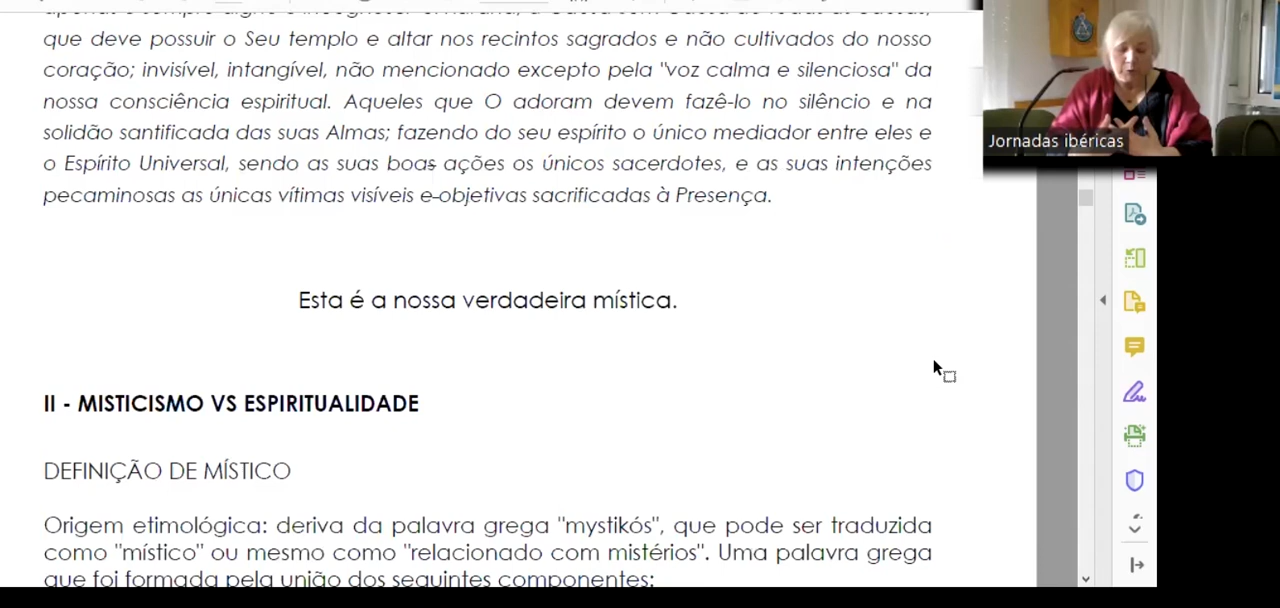 que deve possuir o Seu templo e altar nos recintos sagrados e não cultivados do nosso
coração; invisível, intangível, não mencionado excepto pela "voz calma e silenciosa" da
nossa consciência espiritual. Aqueles que O adoram devem fazê-lo no silêncio e na
solidão santificada das suas Almas; fazendo do seu espírito o único mediador entre eles e
o Espírito Universal, sendo as suas boas ações os únicos sacerdotes, e as suas intenções
pecaminosas as únicas vítimas visíveis e objetivas sacrificadas à Presença.
Jornadas ibéricas
Esta é a nossa verdadeira mística.
II - MISTICISMO VS ESPIRITUALIDADE
DEFINIÇÃO DE MÍSTICO
Origem etimológica: deriva da palavra grega "mystikós", que pode ser traduzida
como "místico" ou mesmo como "relacionado com mistérios". Uma palavra grega
que foi formada pela união dos seguintes componentes: